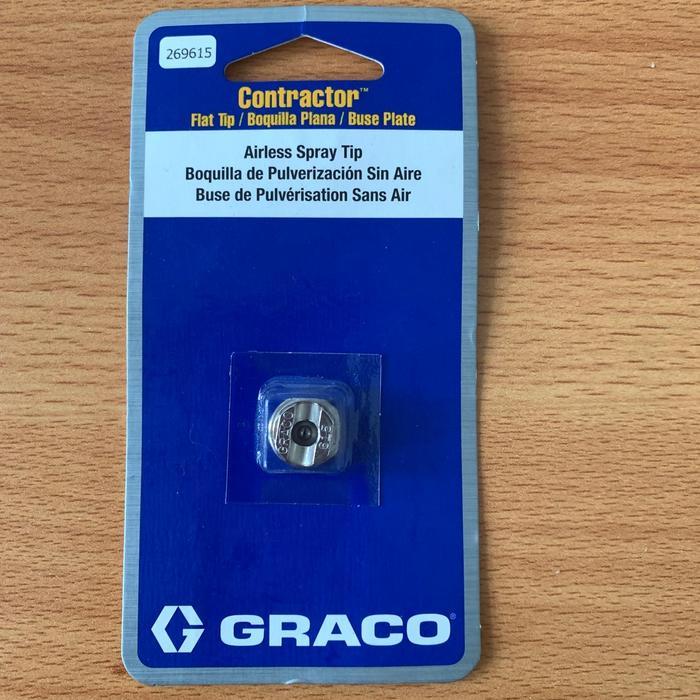 269615
Contractor™
Flat Tip / Boquilla Plana / Buse Plate
Airless Spray Tip
Boquilla de Pulverización Sin Aire
Buse de Pulvérisation Sans Air
GRACO
615
GRACO®